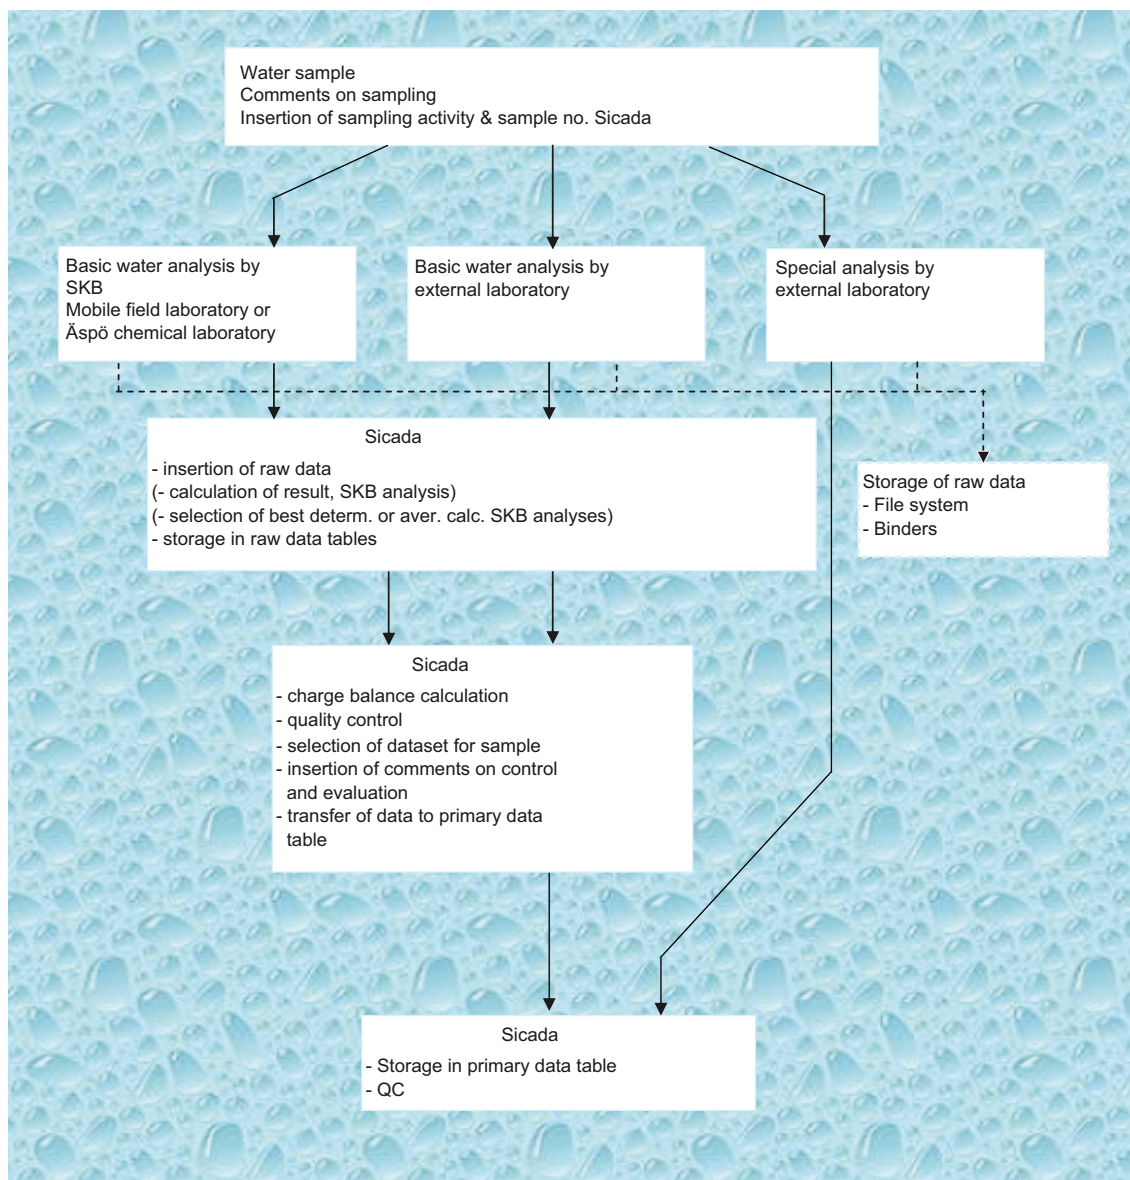 Water sample
Comments on sampling
Insertion of sampling activity & sample no. Sicada
Basic water analysis by
SKB
Mobile field laboratory or
Äspö chemical laboratory
Basic water analysis by
external laboratory
Special analysis by
external laboratory
Sicada
- insertion of raw data
(- calculation of result, SKB analysis)
(- selection of best determ. or aver. calc. SKB analyses)
- storage in raw data tables
Storage of raw data
- File system
- Binders
Sicada
- charge balance calculation
- quality control
- selection of dataset for sample
- insertion of comments on control
and evaluation
- transfer of data to primary data
table
Sicada
- Storage in primary data table
- QC